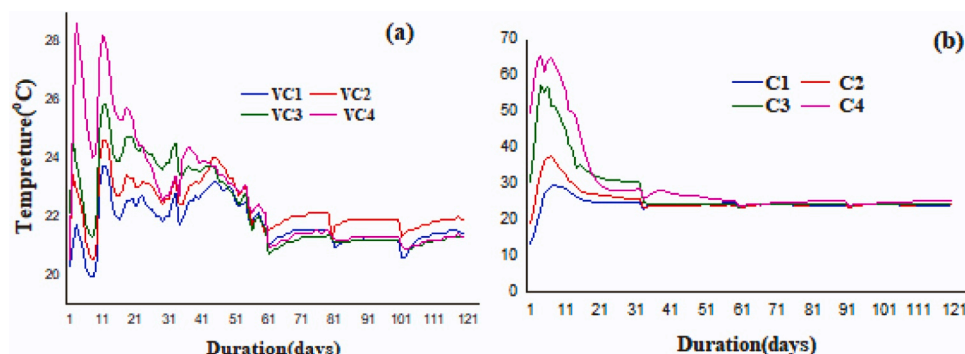 (a)
Tempreture(⁰C)
28
26
24
22
20
VC1 VC2
VC3 VC4
1 11 21 31 41 51 61 71 81 91 101 111 121
Duration(days)
(b)
70
60
50
40
30
20
10
0
C1 C2
C3 C4
1 11 21 31 41 51 61 71 81 91 101 111 121
Duration(days)